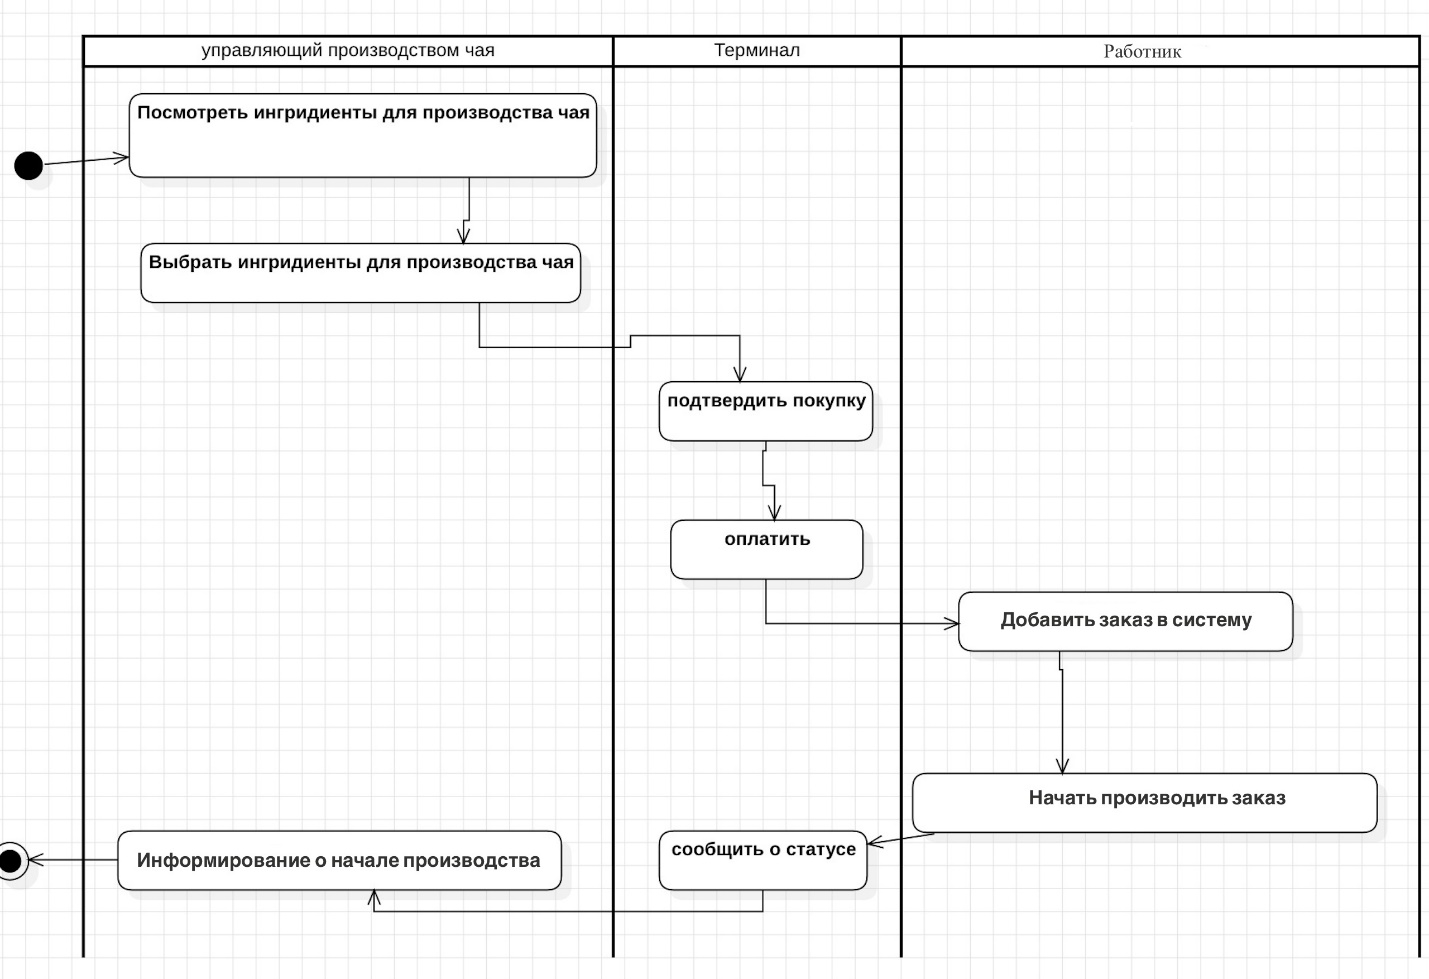 управляющий производством чая
Терминал
Работник
Посмотреть ингридиенты для производства чая
Выбрать ингридиенты для производства чая
подтвердить покупку
оплатить
Добавить заказ в систему
Начать производить заказ
сообщить о статусе
Информирование о начале производства